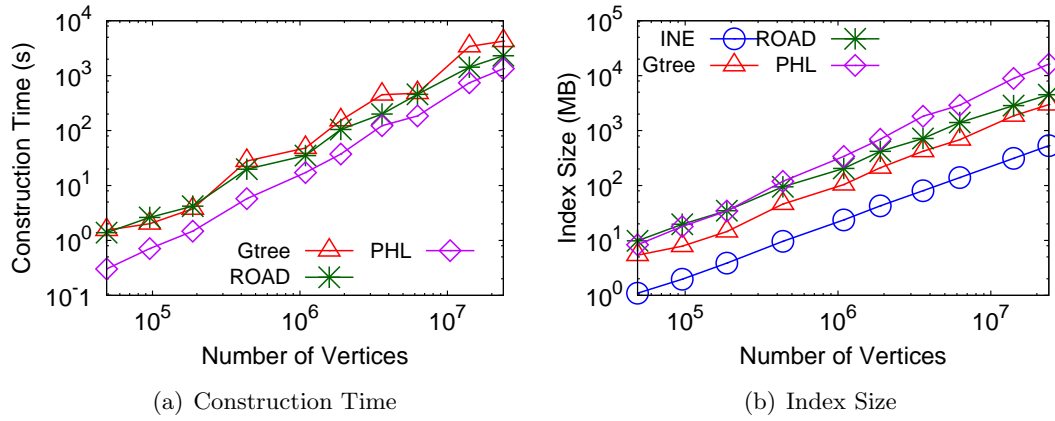 10^4
10^3
10^2
10^1
10^0
10^-1
Construction Time (s)
Gtree
PHL
ROAD
10^5
10^6
10^7
Number of Vertices
(a) Construction Time
10^5
10^4
10^3
10^2
10^1
10^0
Index Size (MB)
INE
ROAD
Gtree
PHL
10^5
10^6
10^7
Number of Vertices
(b) Index Size